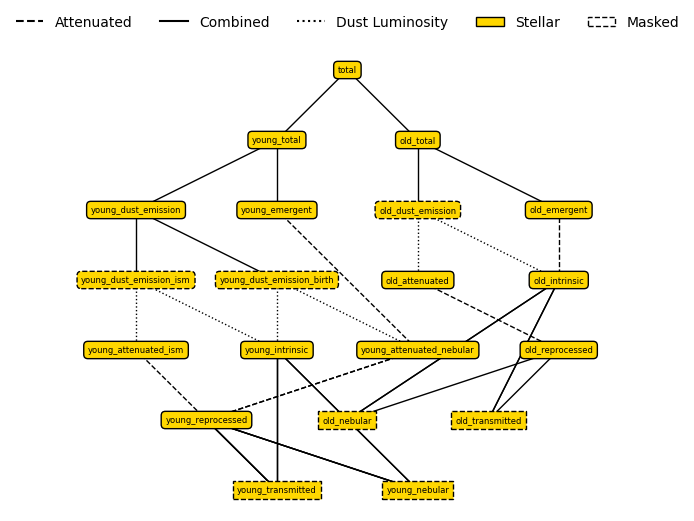 Attenuated Combined Dust Luminosity Stellar Masked
total
young_total old_total
young_dust_emission young_emergent old_dust_emission old_emergent
young_dust_emission_ism young_dust_emission_birth old_attenuated old_intrinsic
young_attenuated_ism young_intrinsic young_attenuated_nebular old_reprocessed
young_reprocessed old_nebular old_transmitted
young_transmitted young_nebular